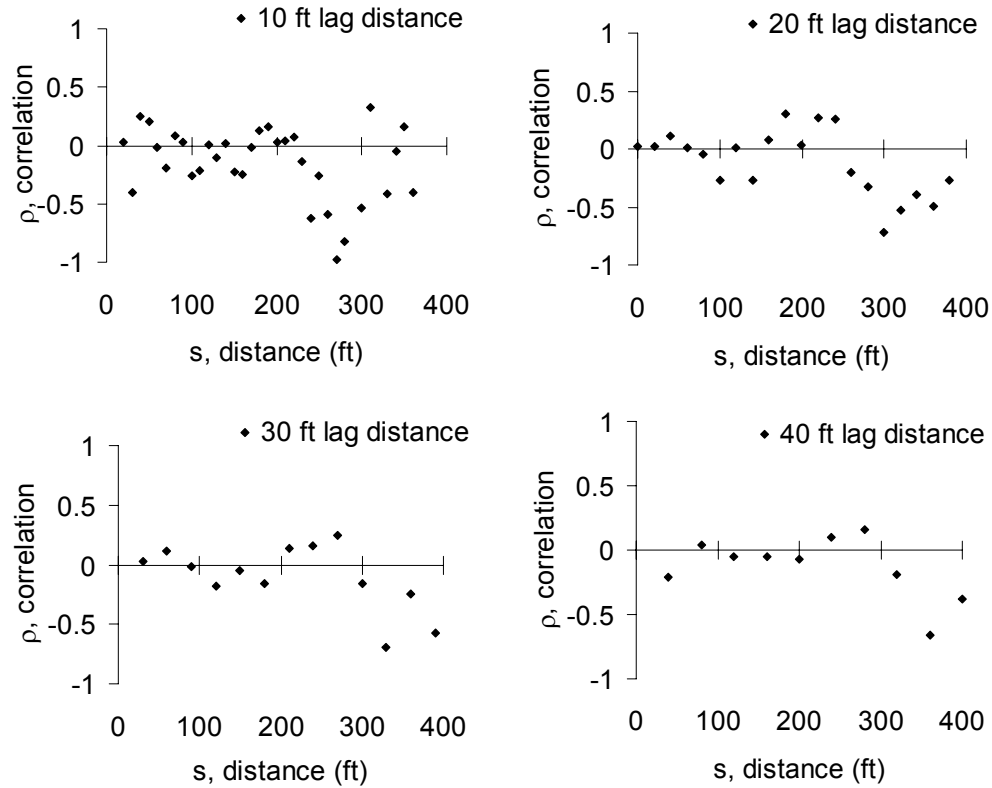 10 ft lag distance
1
0.5
0
-0.5
-1
0 100 200 300 400
ρ, correlation
s, distance (ft)
20 ft lag distance
1
0.5
0
-0.5
-1
0 100 200 300 400
ρ, correlation
s, distance (ft)
30 ft lag distance
1
0.5
0
-0.5
-1
0 100 200 300 400
ρ, correlation
s, distance (ft)
40 ft lag distance
1
0.5
0
-0.5
-1
0 100 200 300 400
ρ, correlation
s, distance (ft)